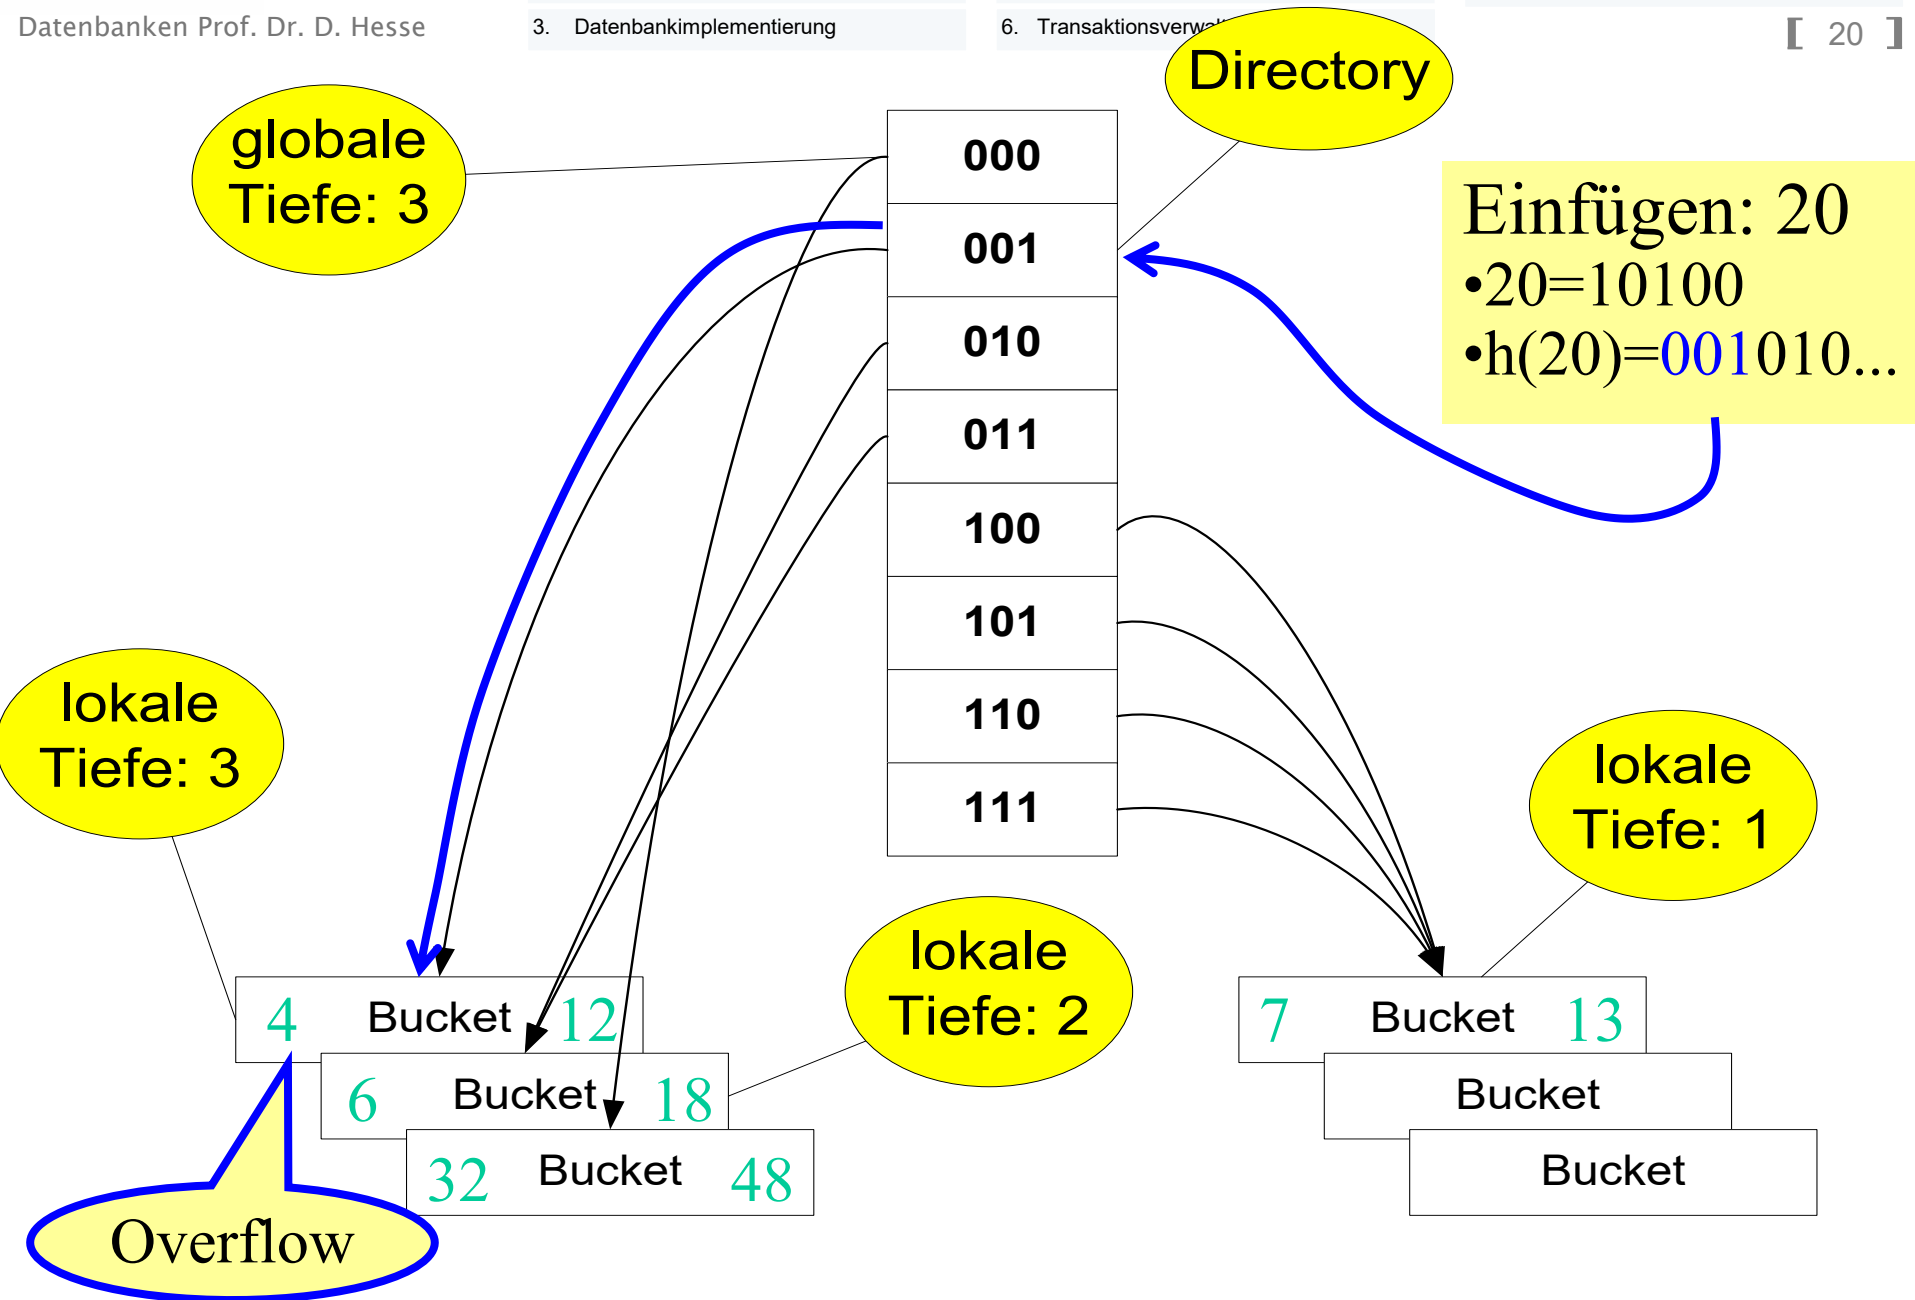 Datenbanken Prof. Dr. D. Hesse
3. Datenbankimplementierung
6. Transaktionsverwal
[ 20 ]
Directory
globale
Tiefe: 3
000
001
010
011
100
101
110
111
Einfügen: 20
•20=10100
•h(20)=001010...
lokale
Tiefe: 3
lokale
Tiefe: 1
lokale
Tiefe: 2
4 Bucket 12
6 Bucket 18
32 Bucket 48
7 Bucket 13
Bucket
Bucket
Overflow